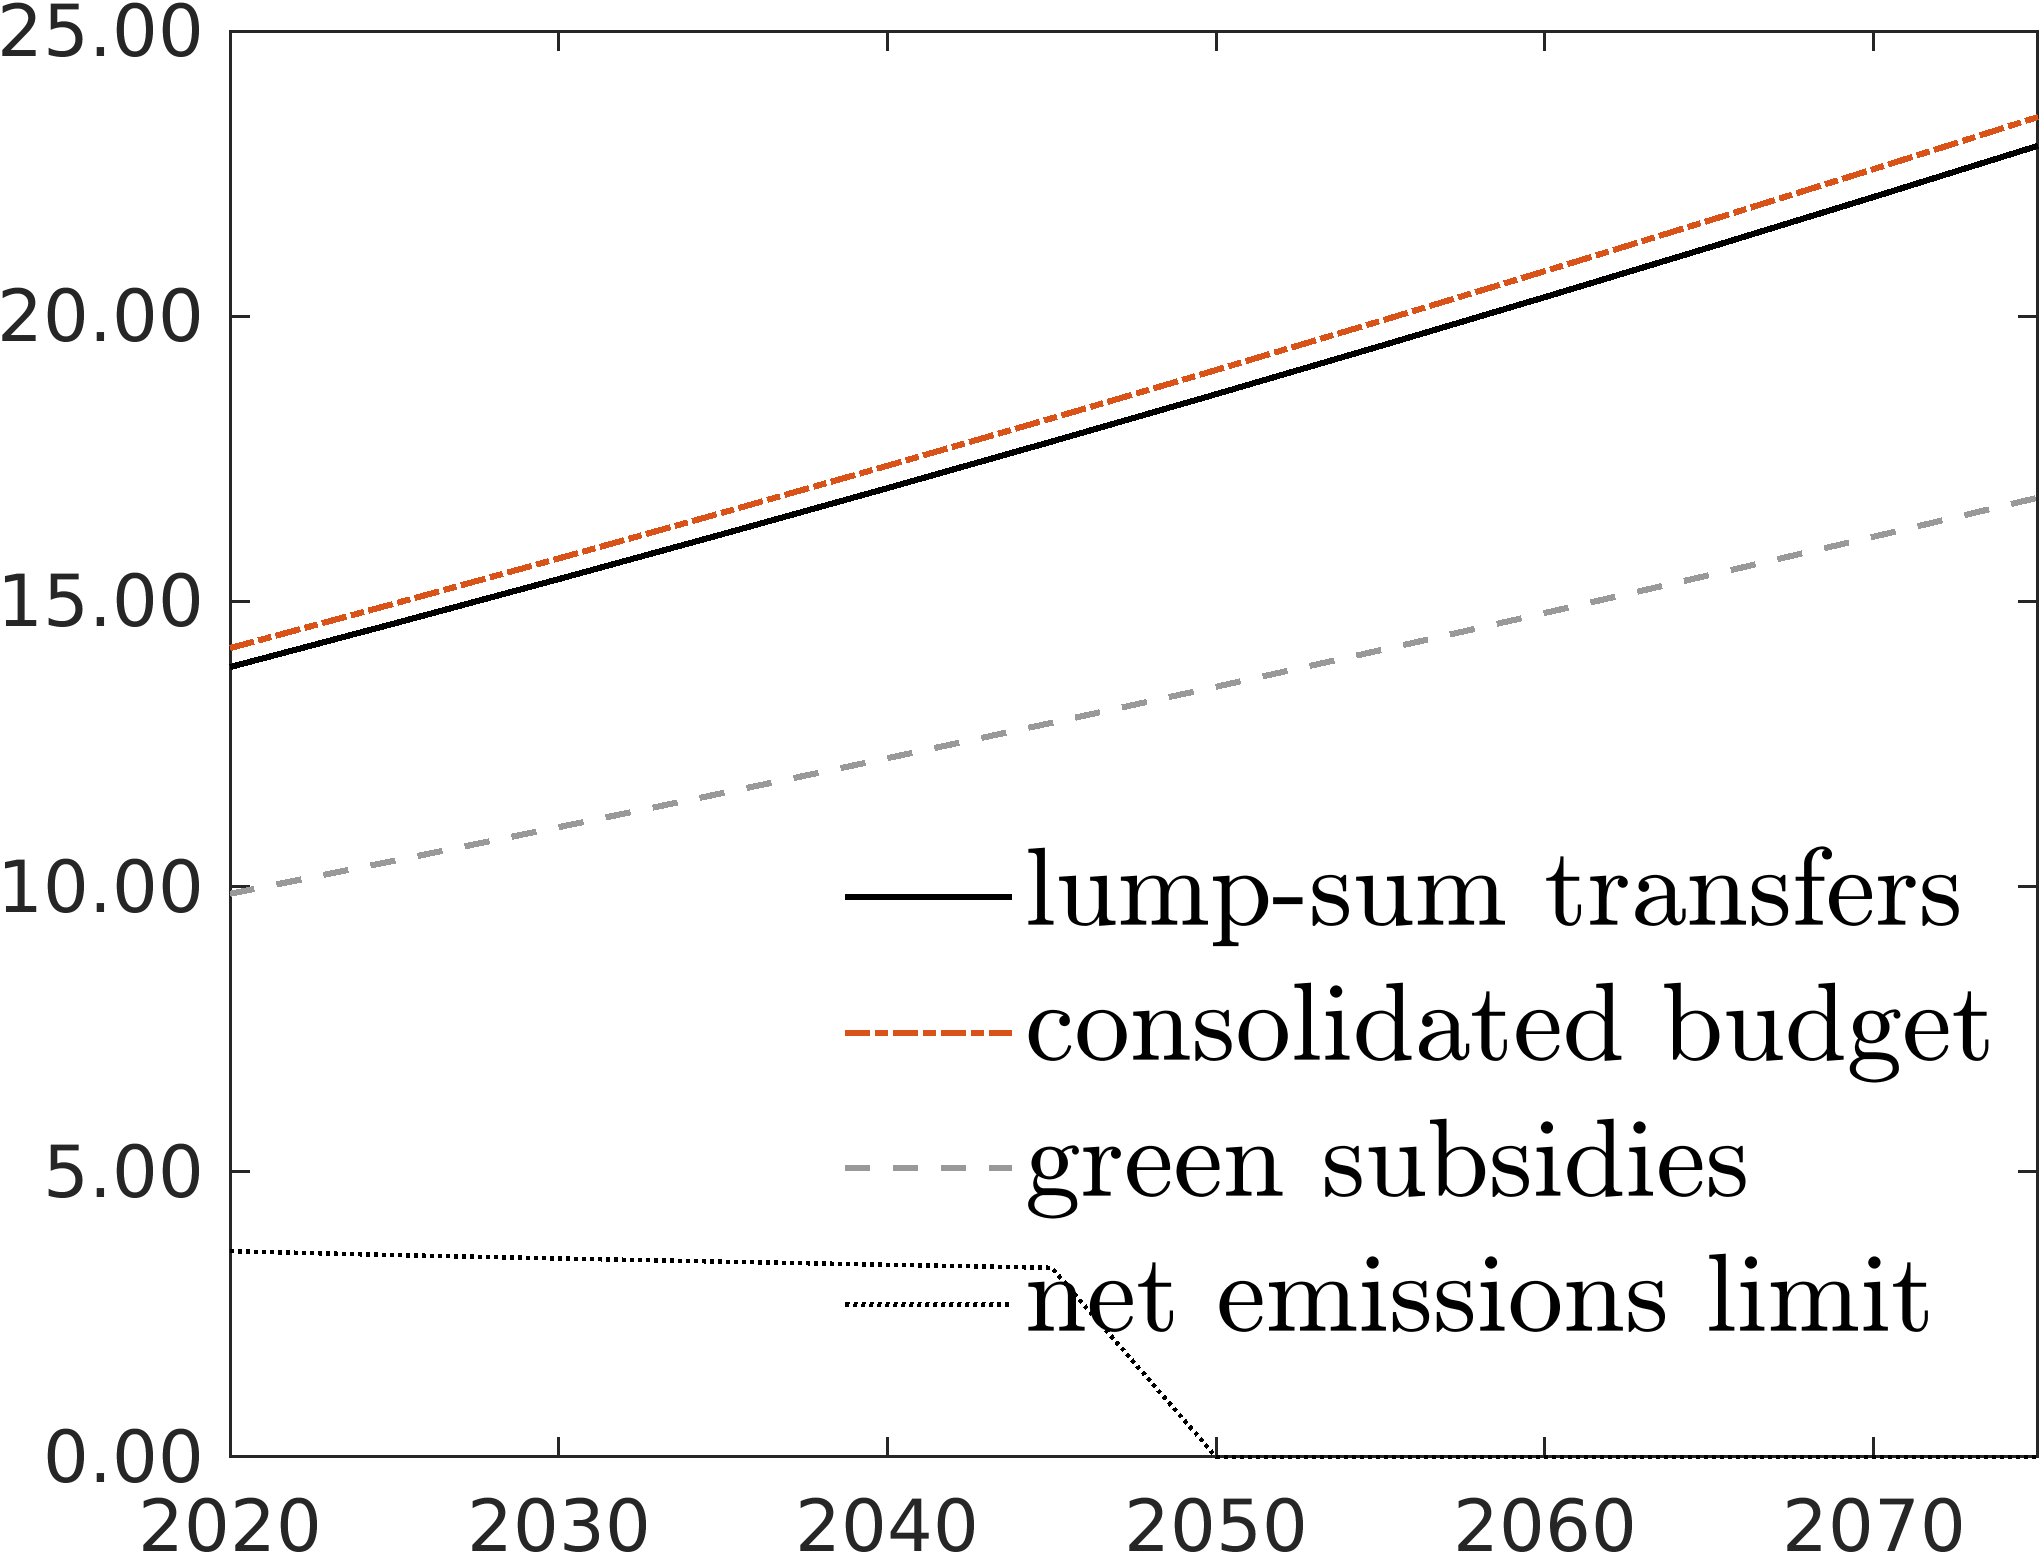 25.00
20.00
15.00
10.00
5.00
0.00
2020 2030 2040 2050 2060 2070
lump-sum transfers
consolidated budget
green subsidies
net emissions limit